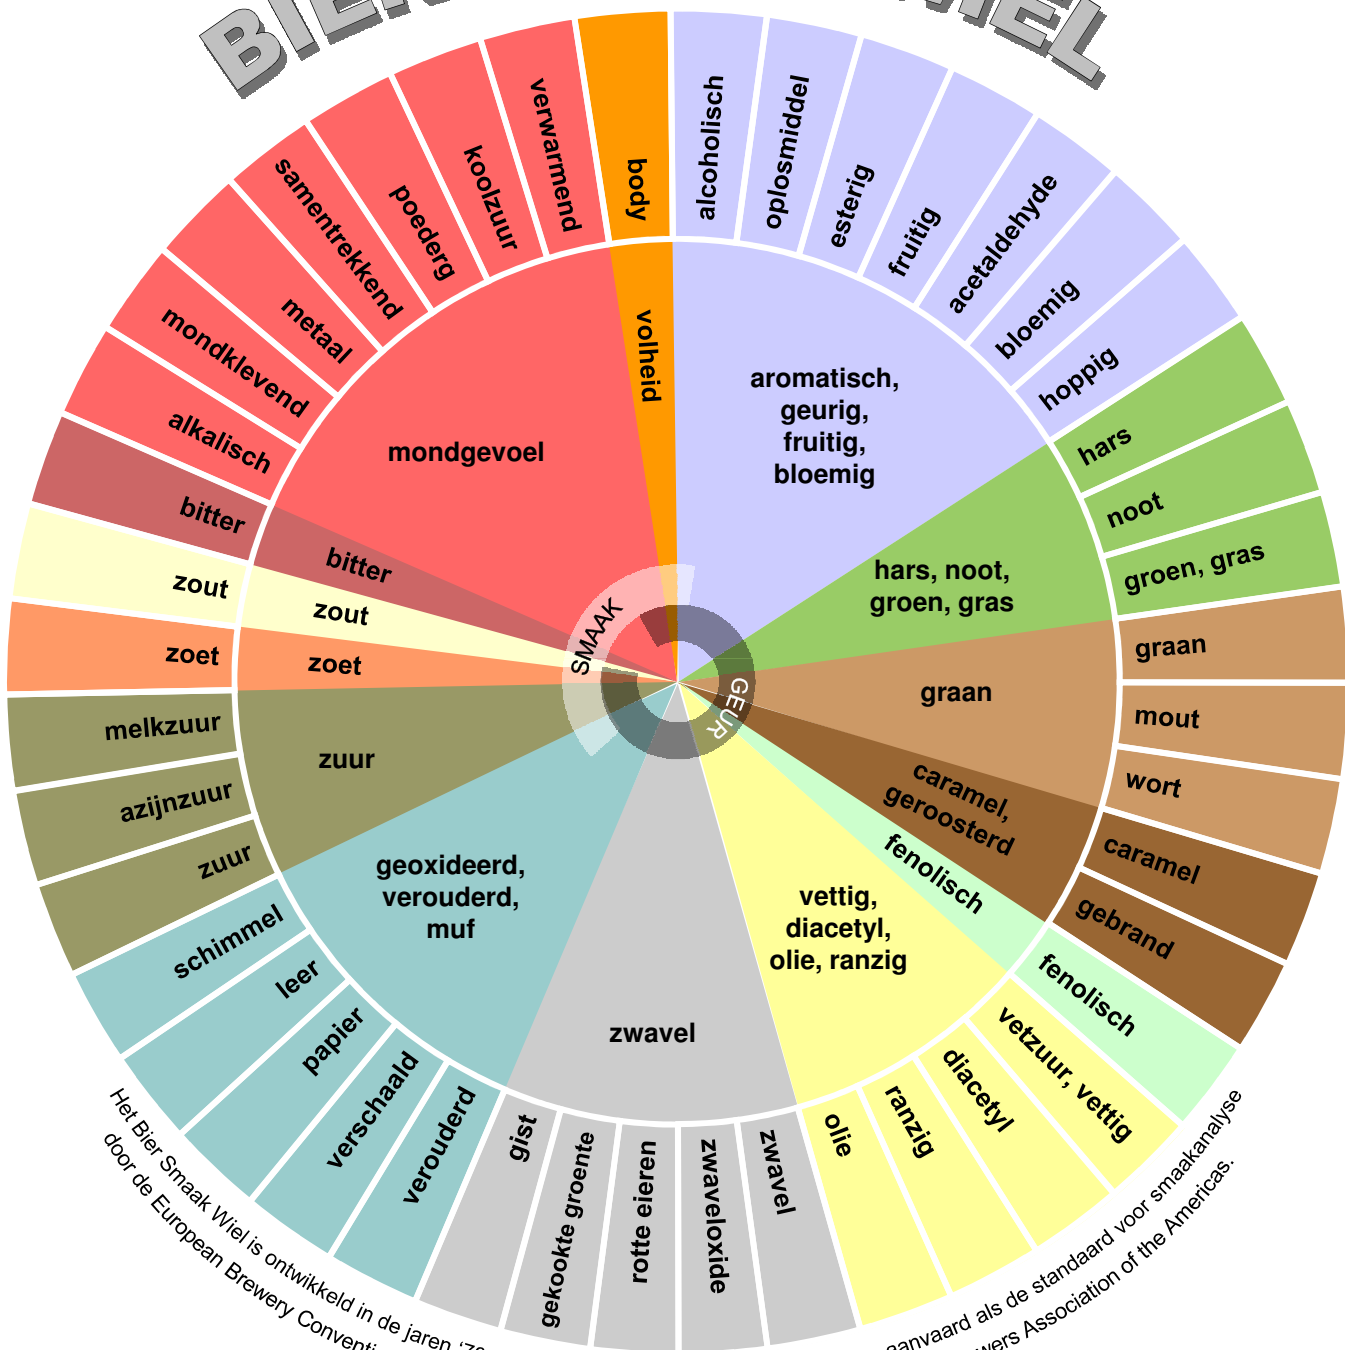 BIER
WIEL
alcoholisch
oplosmiddel
esterig
fruitig
acetaldehyde
bloemig
hoppig
hars
noot
groen, gras
graan
mout
wort
caramel
gebrand
fenolisch
vetzuur, vettig
diacetyl
ranzig
olie
zwavel
zwaveloxide
rotte eieren
gekookte groente
gist
verouderd
verschaald
papier
leer
schimmel
zuur
azijnzuur
melkzuur
zoet
zout
bitter
alkalisch
mondklevend
metaal
samentrekkend
poederg
koolzuur
verwarmend
body
volheid
aromatisch,
geurig,
fruitig,
bloemig
hars, noot,
groen, gras
graan
caramel,
geroosterd
fenolisch
vettig,
diacetyl,
olie, ranzig
zwavel
geoxideerd,
verouderd,
muf
zuur
zoet
zout
bitter
mondgevoel
SMAAK
GEUR
Het Bier Smaak Wiel is ontwikkeld in de jaren
door de European Brewery
aanvaard als de standaard voor smaakanalyse
Association of the Americas.